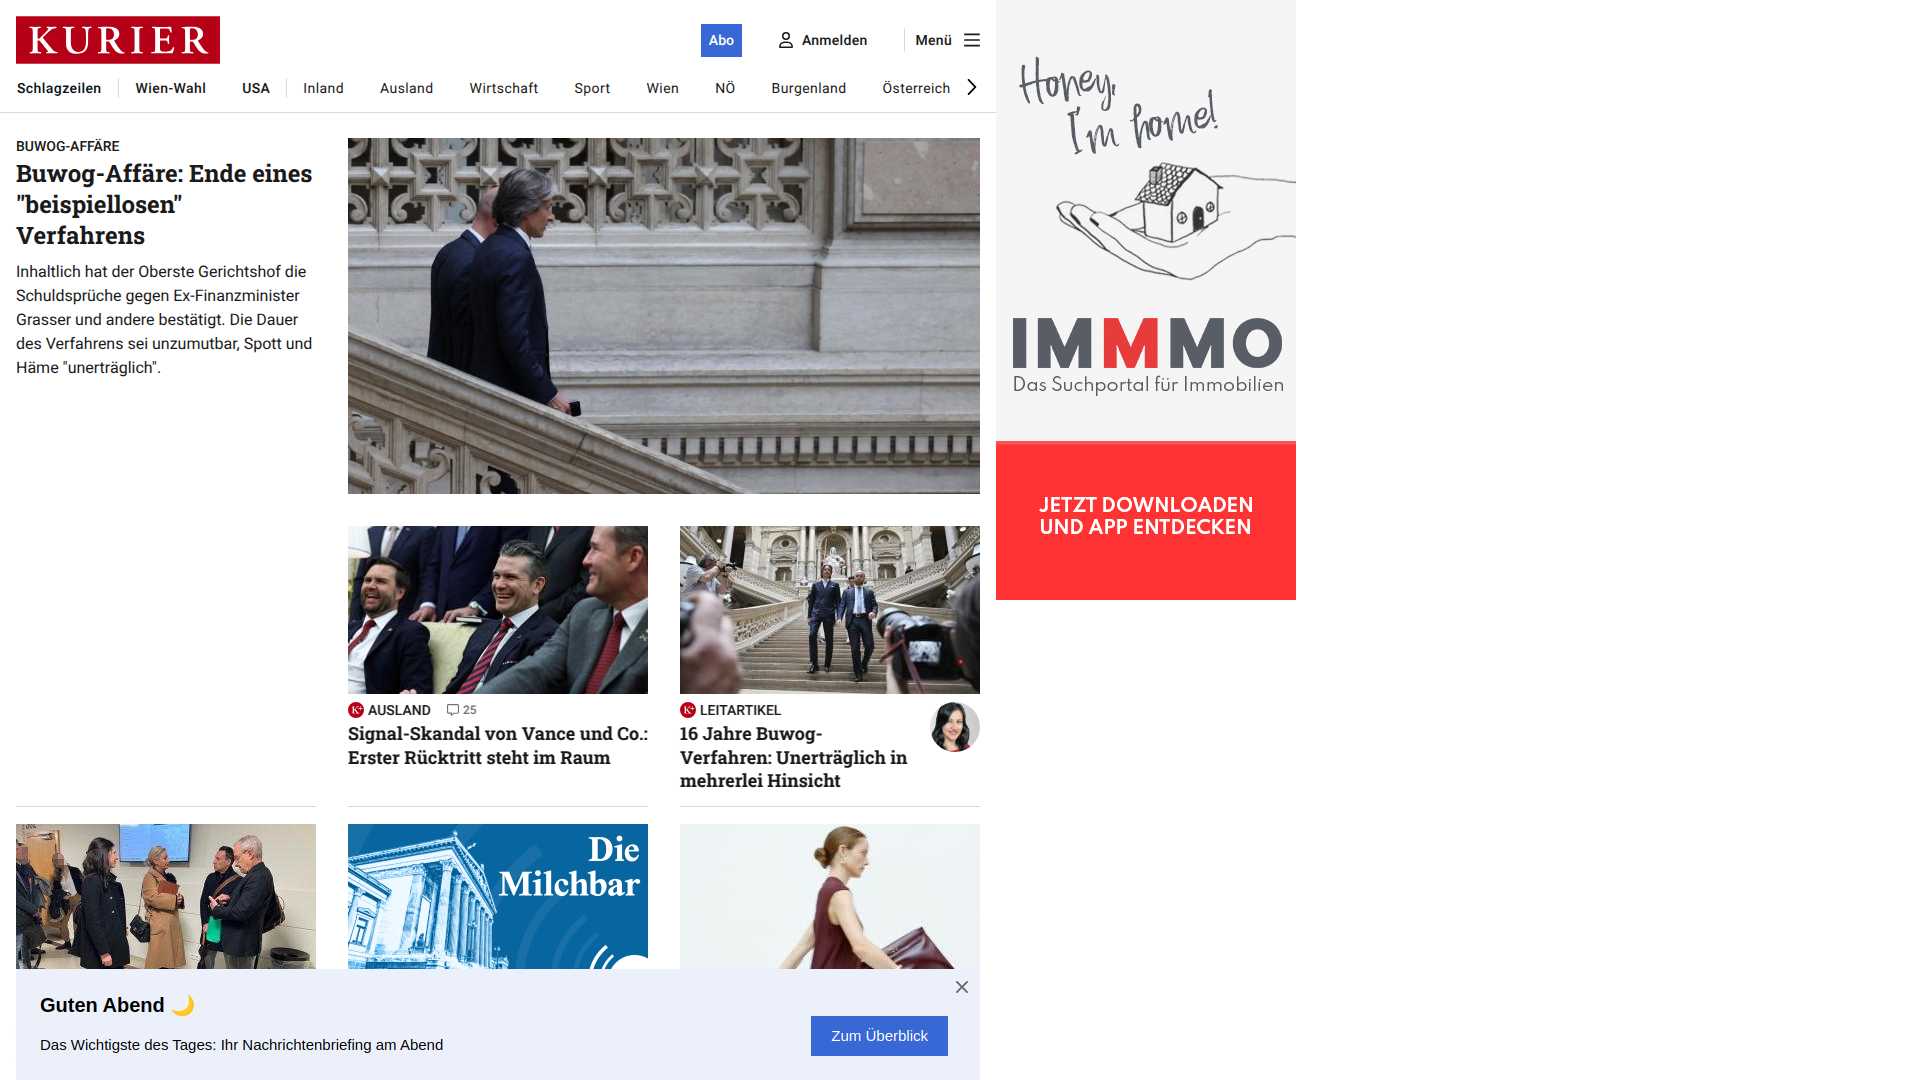 KURIER
Abo
Anmelden
Menü
Schlagzeilen
Wien-Wahl
USA
Inland
Ausland
Wirtschaft
Sport
Wien
NÖ
Burgenland
Österreich
BUWOG-AFFÄRE
Buwog-Affäre: Ende eines
"beispiellosen"
Verfahrens
Inhaltlich hat der Oberste Gerichtshof die
Schuldsprüche gegen Ex-Finanzminister
Grasser und andere bestätigt. Die Dauer
des Verfahrens sei unzumutbar, Spott und
Häme "unerträglich".
K+ AUSLAND 25
Signal-Skandal von Vance und Co.:
Erster Rücktritt steht im Raum
K+ LEITARTIKEL
16 Jahre Buwog-
Verfahren: Unerträglich in
mehrerlei Hinsicht
Die
Milchbar
Guten Abend 🌙
Das Wichtigste des Tages: Ihr Nachrichtenbriefing am Abend
Zum Überblick
Honey,
I'm home!
IMMMO
Das Suchportal für Immobilien
JETZT DOWNLOADEN
UND APP ENTDECKEN